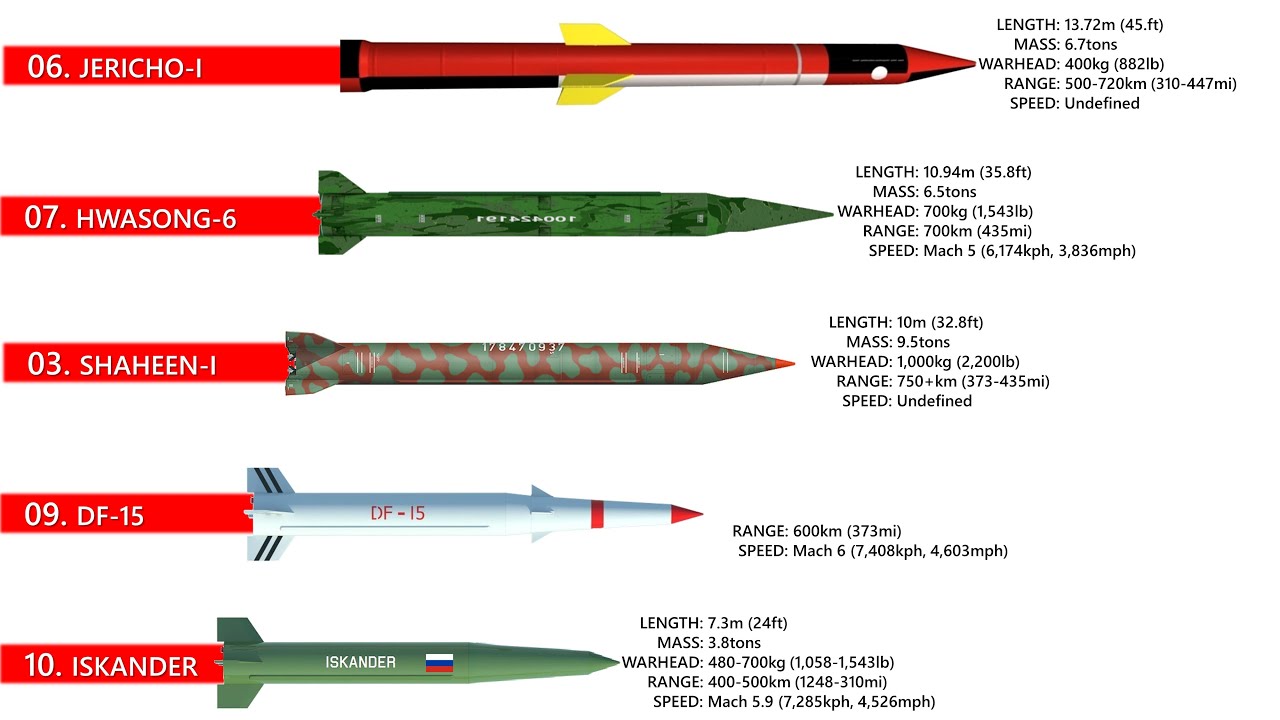 06. JERICHO-I
LENGTH: 13.72m (45.ft)
MASS: 6.7tons
WARHEAD: 400kg (882lb)
RANGE: 500-720km (310-447mi)
SPEED: Undefined
07. HWASONG-6
100424191
LENGTH: 10.94m (35.8ft)
MASS: 6.5tons
WARHEAD: 700kg (1,543lb)
RANGE: 700km (435mi)
SPEED: Mach 5 (6,174kph, 3,836mph)
03. SHAHEEN-I
178470937
LENGTH: 10m (32.8ft)
MASS: 9.5tons
WARHEAD: 1,000kg (2,200lb)
RANGE: 750+km (373-435mi)
SPEED: Undefined
09. DF-15
DF-15
RANGE: 600km (373mi)
SPEED: Mach 6 (7,408kph, 4,603mph)
10. ISKANDER
ISKANDER
LENGTH: 7.3m (24ft)
MASS: 3.8tons
WARHEAD: 480-700kg (1,058-1,543lb)
RANGE: 400-500km (1248-310mi)
SPEED: Mach 5.9 (7,285kph, 4,526mph)